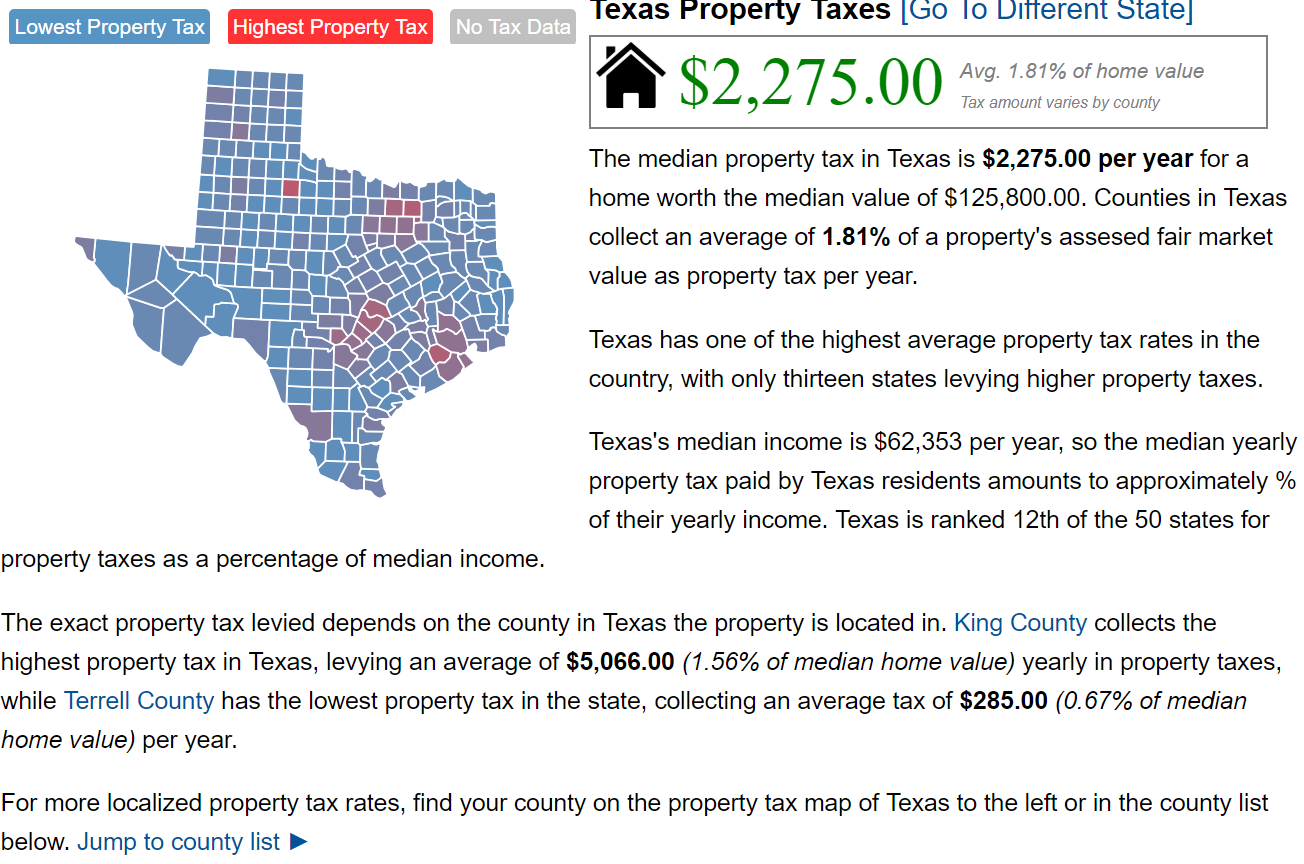 Lowest Property Tax Highest Property Tax No Tax Data
Texas Property Taxes [Go To Different State]
$2,275.00 Avg. 1.81% of home value
Tax amount varies by county
The median property tax in Texas is $2,275.00 per year for a
home worth the median value of $125,800.00. Counties in Texas
collect an average of 1.81% of a property's assesed fair market
value as property tax per year.
Texas has one of the highest average property tax rates in the
country, with only thirteen states levying higher property taxes.
Texas's median income is $62,353 per year, so the median yearly
property tax paid by Texas residents amounts to approximately %
of their yearly income. Texas is ranked 12th of the 50 states for
property taxes as a percentage of median income.
The exact property tax levied depends on the county in Texas the property is located in. King County collects the
highest property tax in Texas, levying an average of $5,066.00 (1.56% of median home value) yearly in property taxes,
while Terrell County has the lowest property tax in the state, collecting an average tax of $285.00 (0.67% of median
home value) per year.
For more localized property tax rates, find your county on the property tax map of Texas to the left or in the county list
below. Jump to county list ►